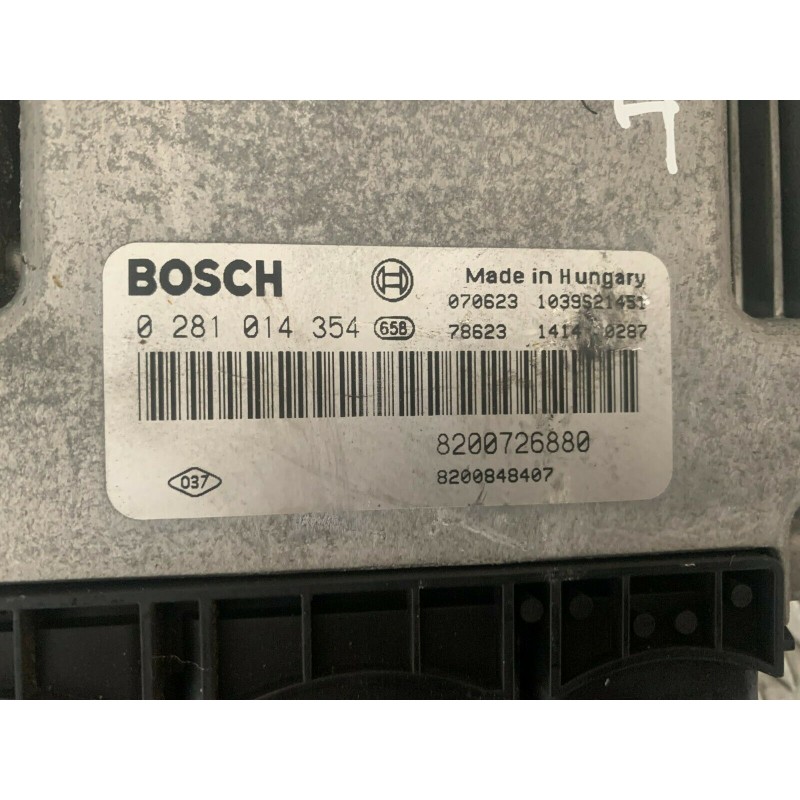 BOSCH
Made in Hungary
070623 1039S21451
0 281 014 354 658
78623 1414 0287
8200726880
037
8200848407